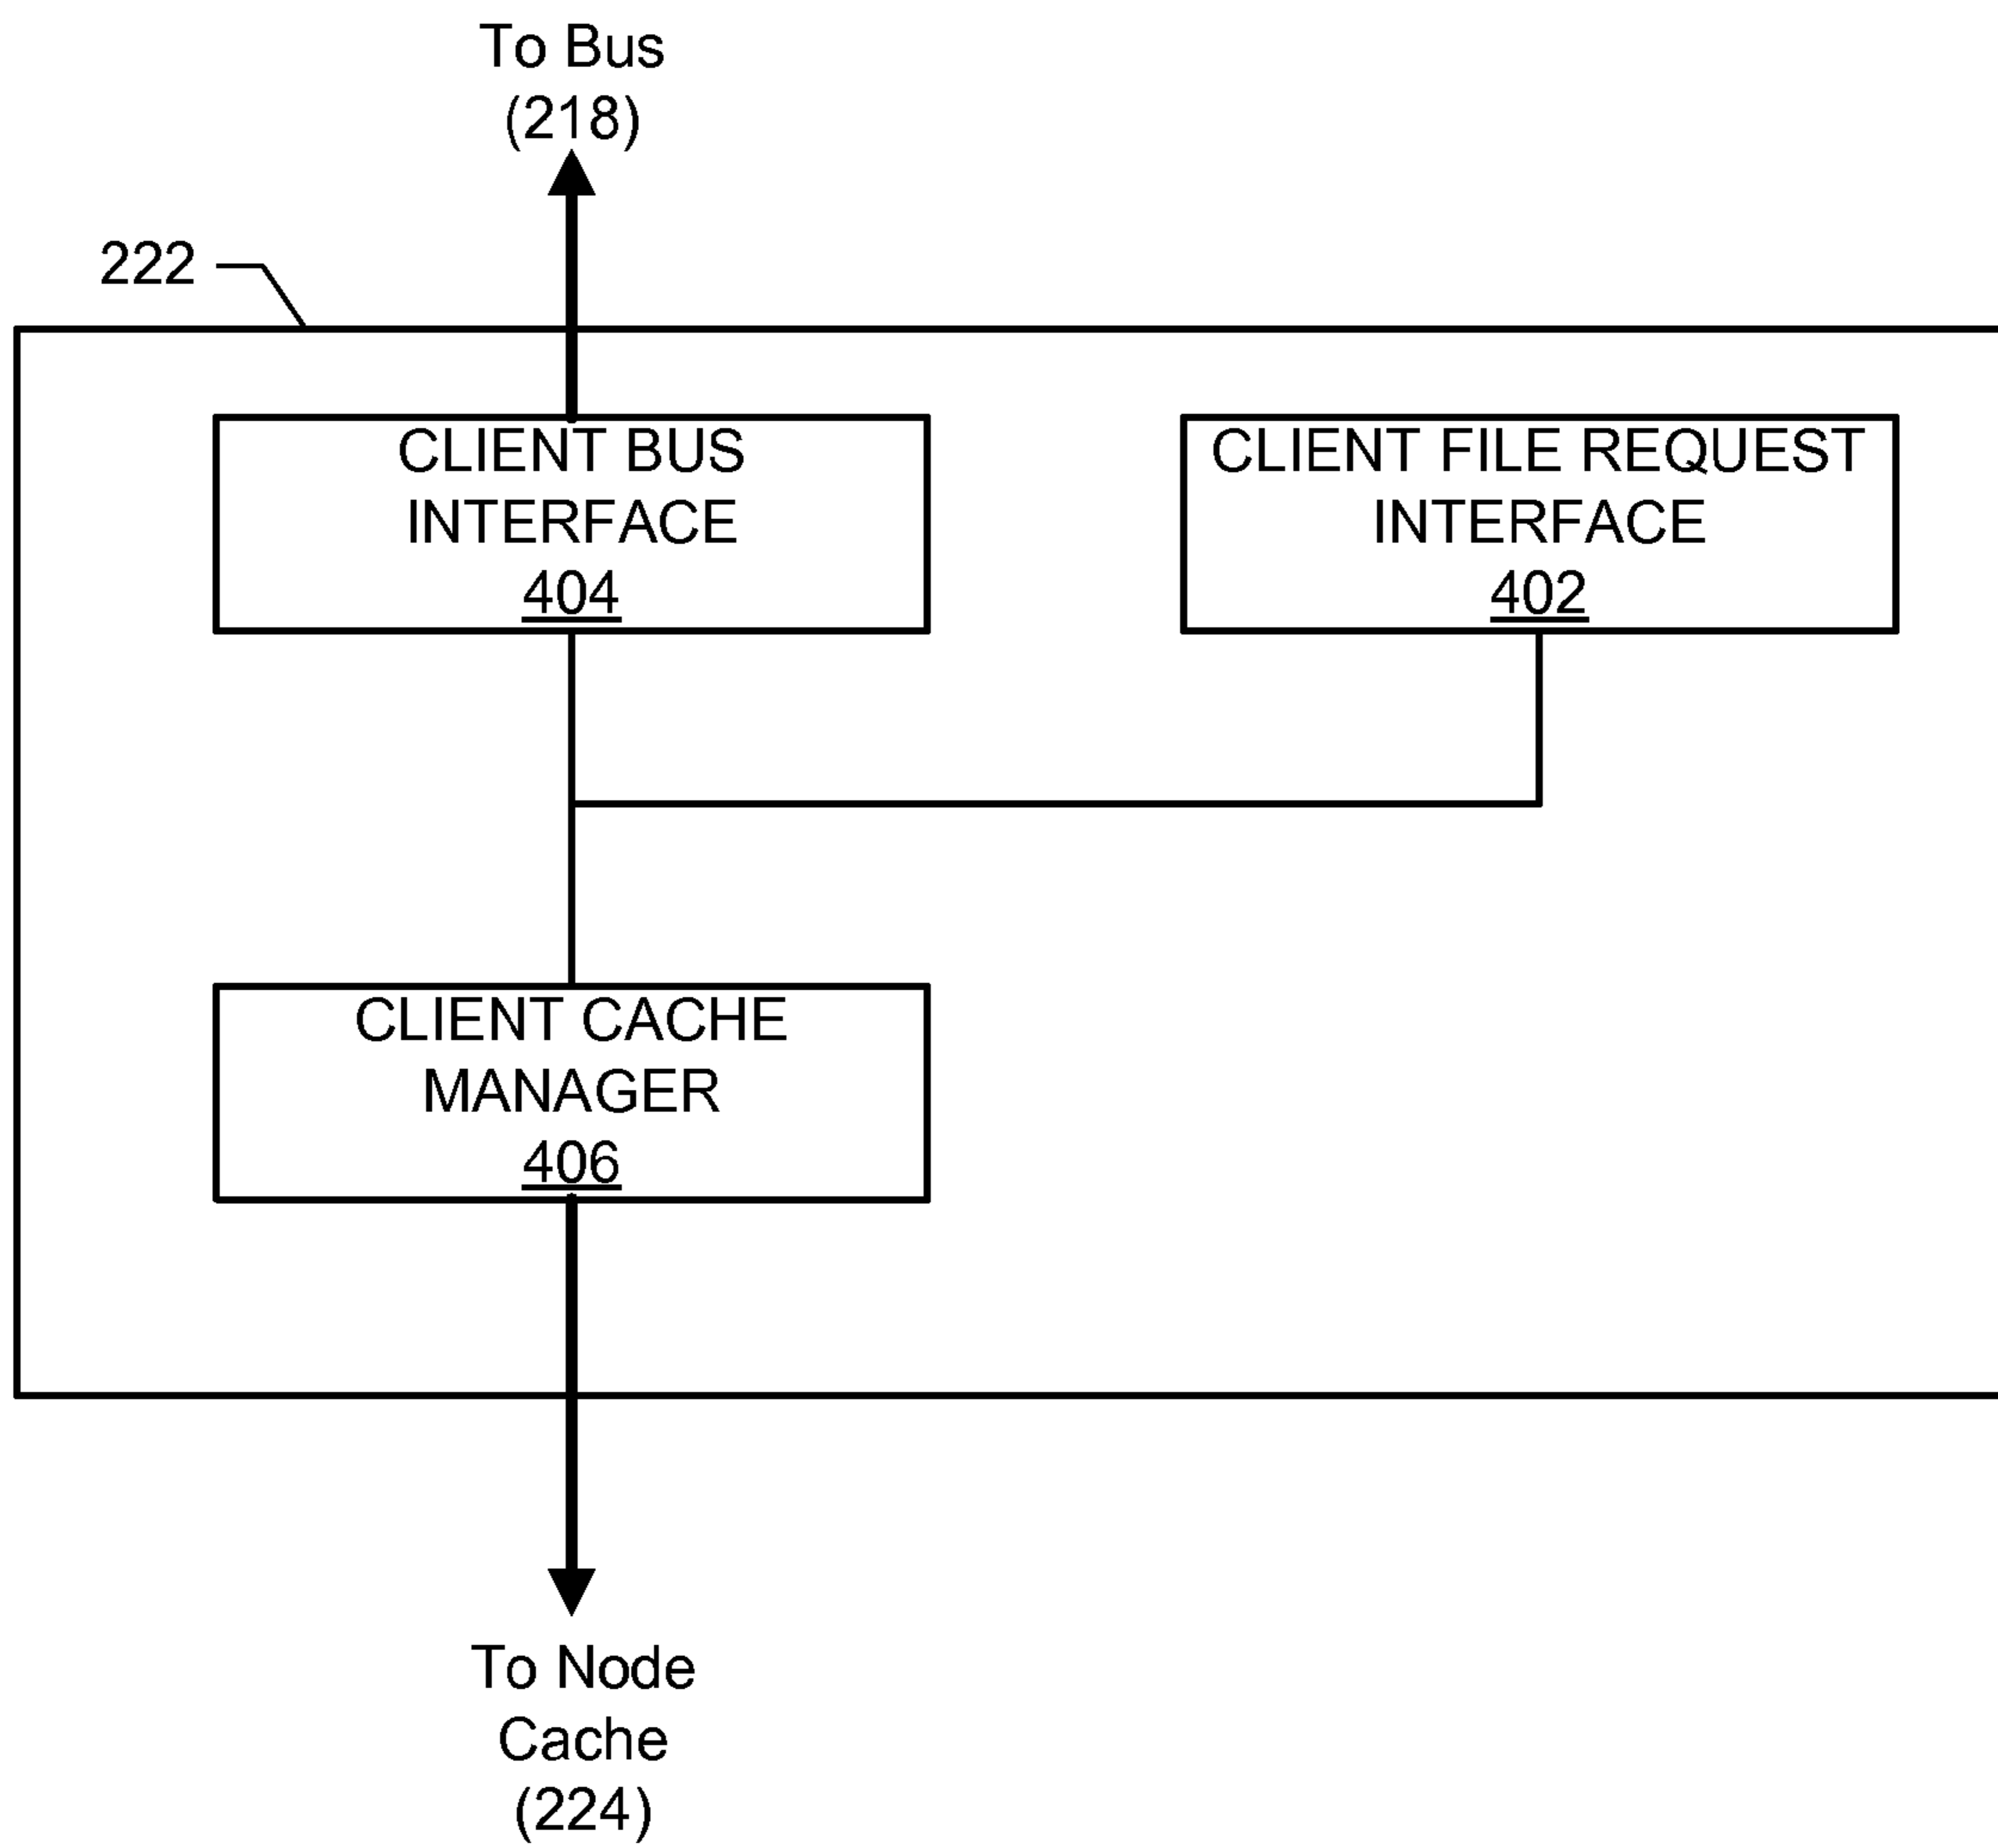 To Bus
(218)
222
CLIENT BUS
INTERFACE
404
CLIENT FILE REQUEST
INTERFACE
402
CLIENT CACHE
MANAGER
406
To Node
Cache
(224)